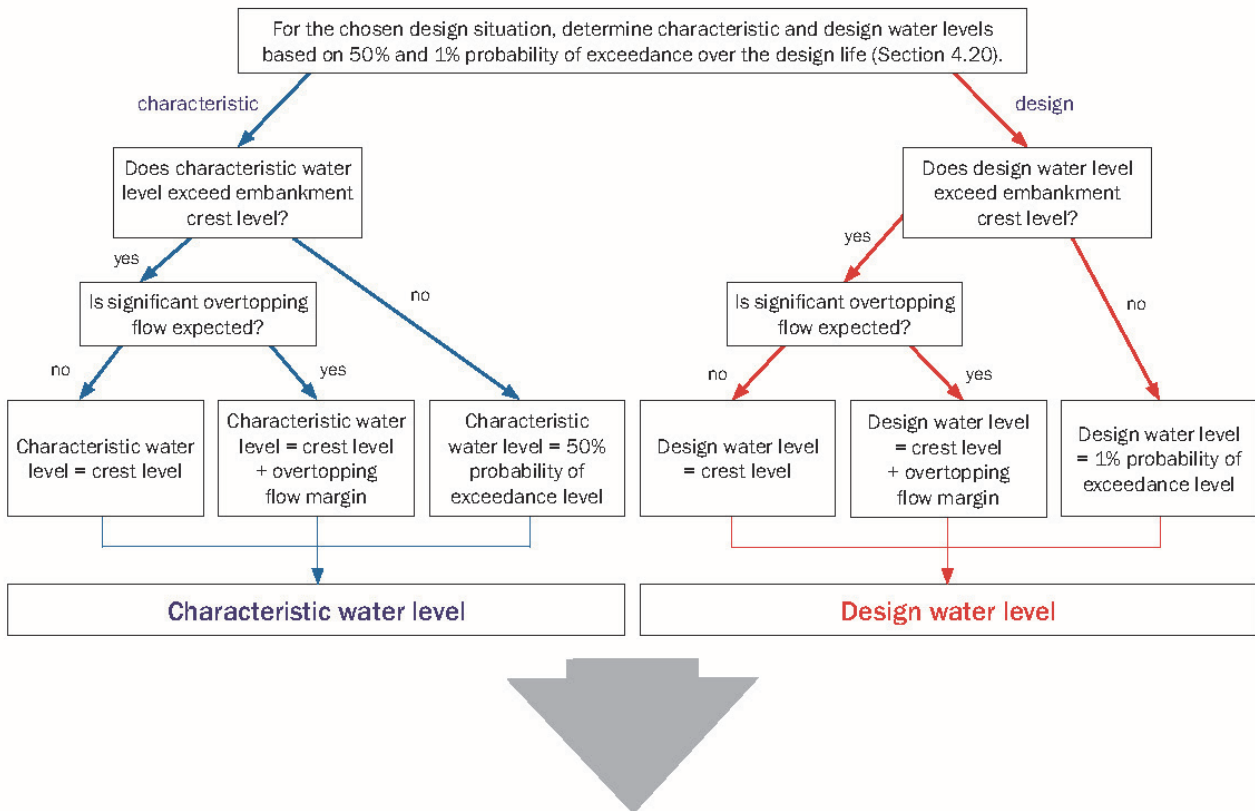 For the chosen design situation, determine characteristic and design water levels
based on 50% and 1% probability of exceedance over the design life (Section 4.20).
characteristic
design
Does characteristic water
level exceed embankment
crest level?
Does design water level
exceed embankment
crest level?
yes
no
yes
no
Is significant overtopping
flow expected?
Is significant overtopping
flow expected?
no
yes
no
yes
Characteristic water
level = crest level
Characteristic water
level = crest level
+ overtopping
flow margin
Characteristic
water level = 50%
probability of
exceedance level
Design water level
= crest level
Design water level
= crest level
+ overtopping
flow margin
Design water level
= 1% probability of
exceedance level
Characteristic water level
Design water level